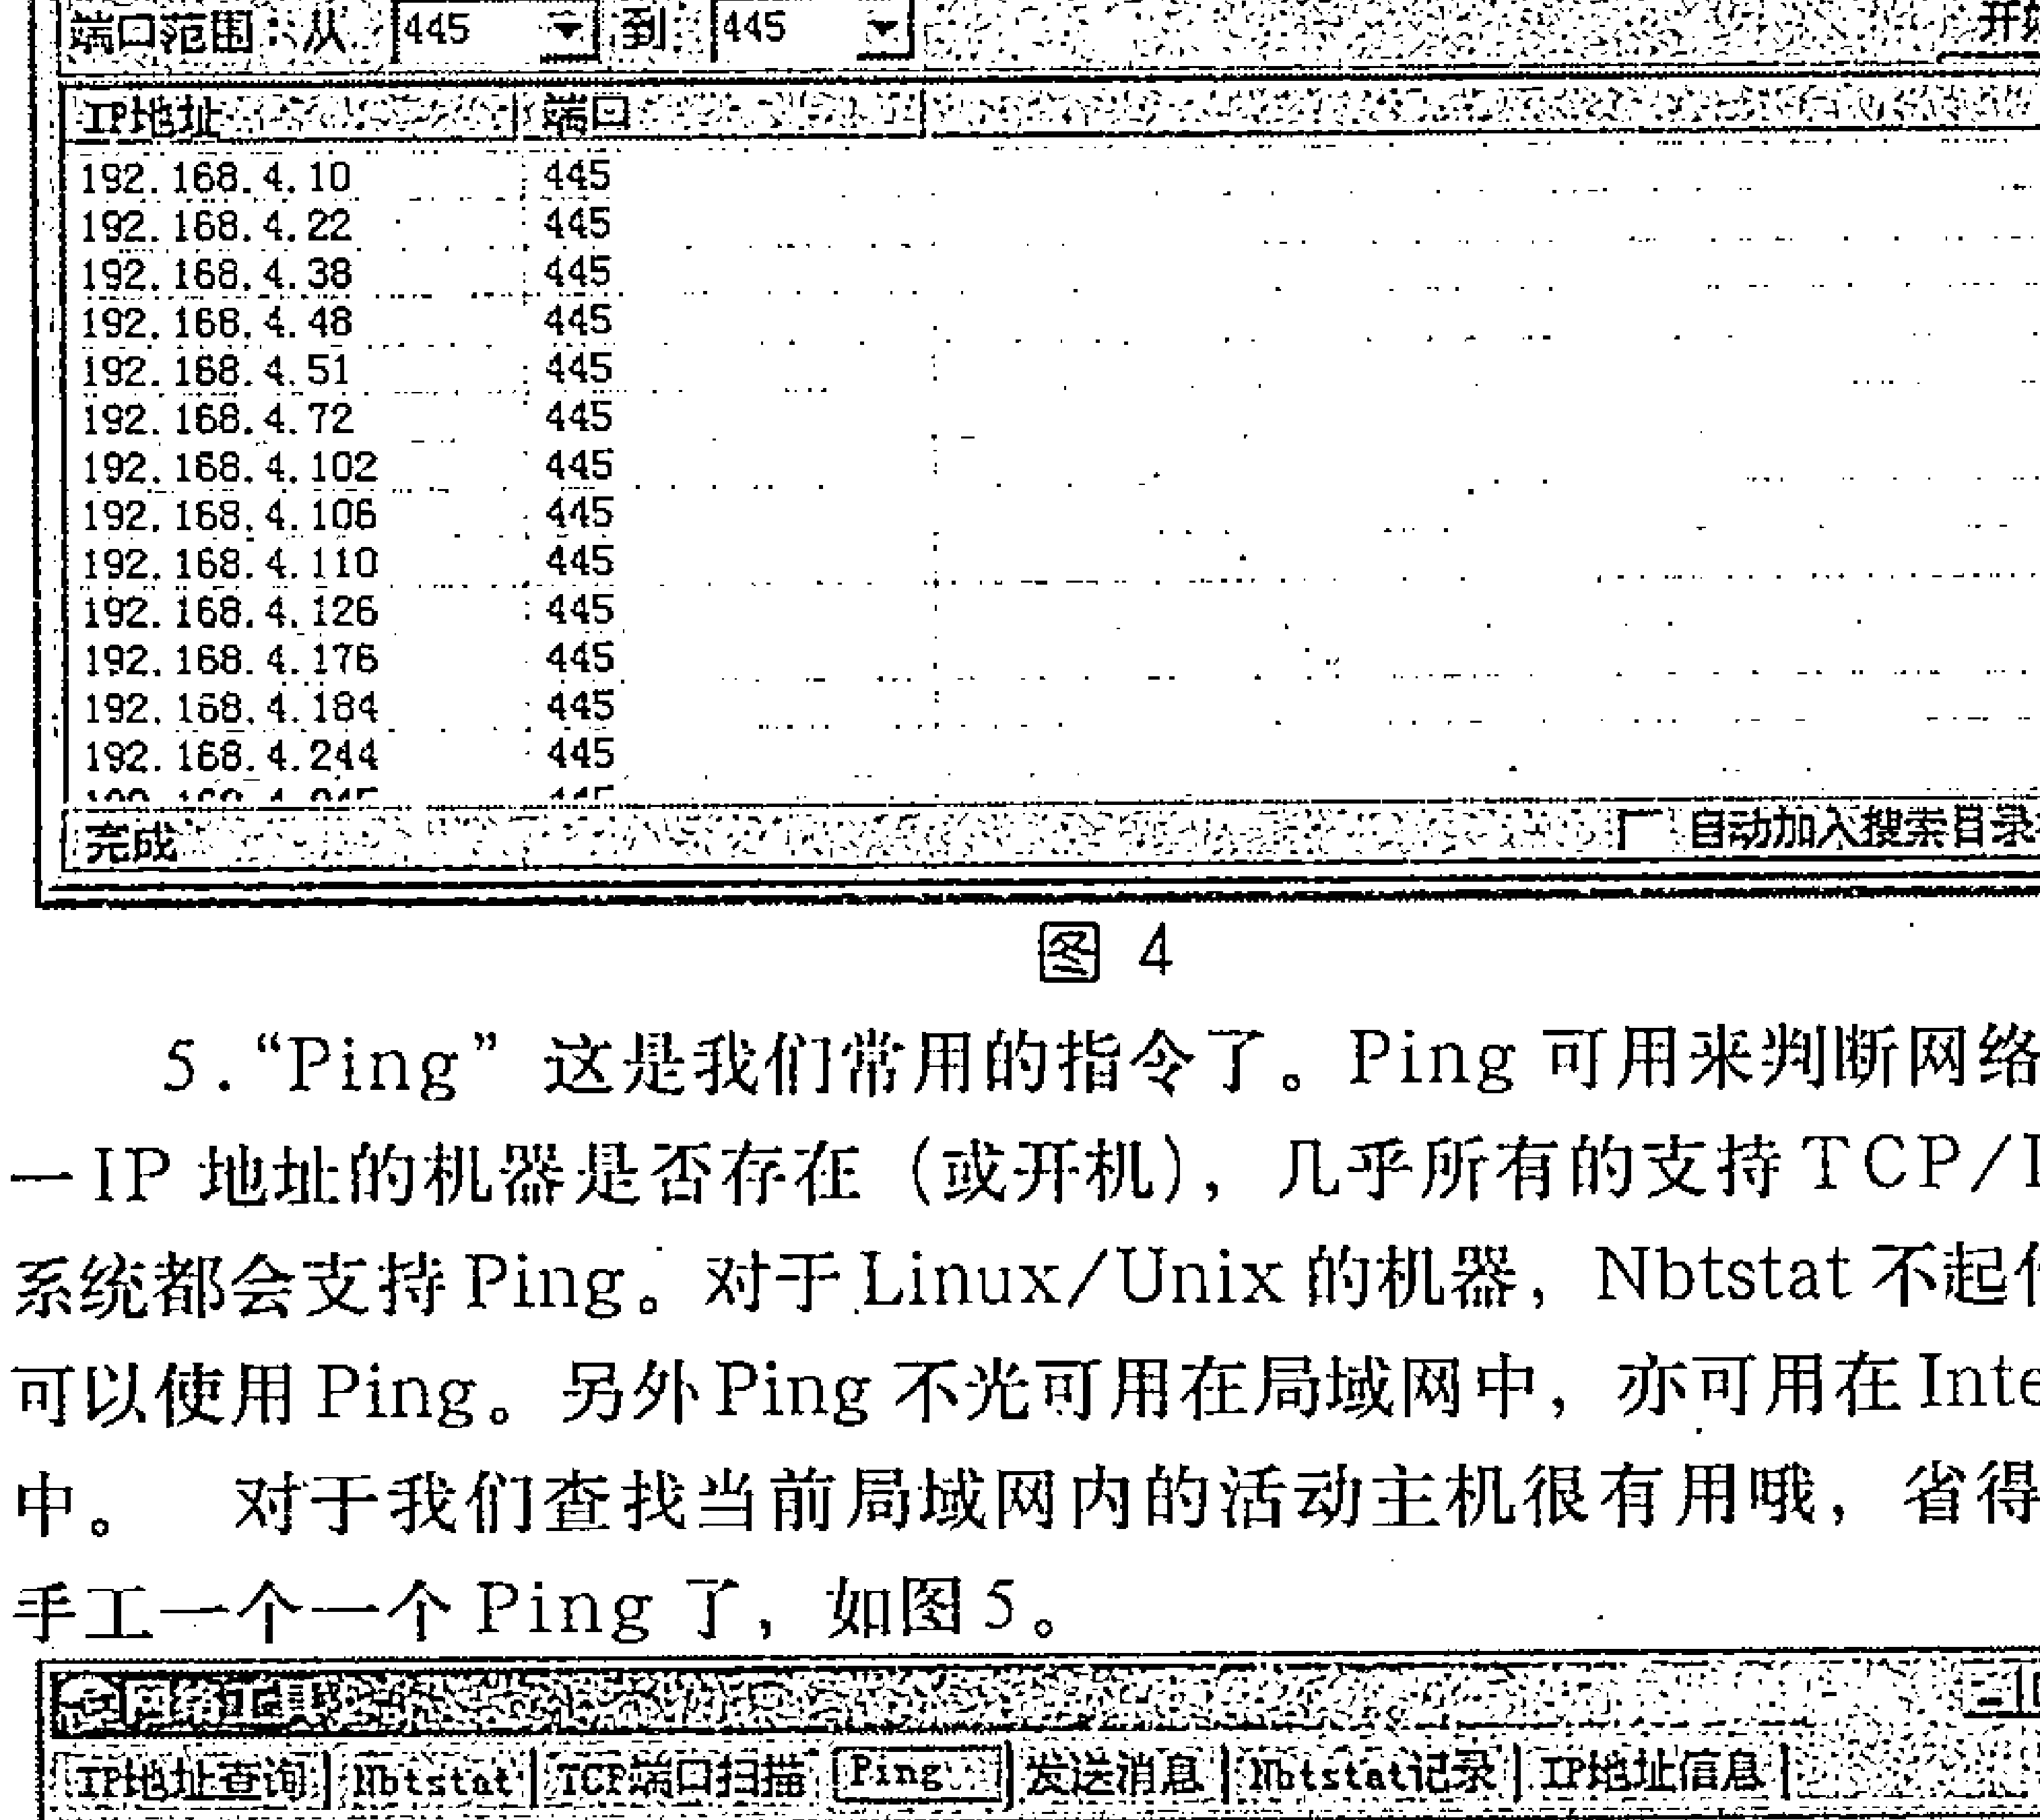 端口范围：从 445 到 445
IP地址 端口
192.168.4.10 445
192.168.4.22 445
192.168.4.38 445
192.168.4.48 445
192.168.4.51 445
192.168.4.72 445
192.168.4.102 445
192.168.4.106 445
192.168.4.110 445
192.168.4.126 445
192.168.4.176 445
192.168.4.184 445
192.168.4.244 445
完成 自动加入搜索目录
图 4
5.“Ping”这是我们常用的指令了。Ping 可用来判断网络
一 IP 地址的机器是否存在（或开机），几乎所有的支持 TCP/I
系统都会支持 Ping。对于 Linux/Unix 的机器，Nbtstat 不起
可以使用 Ping。另外 Ping 不光可用在局域网中，亦可用在 Inte
中。 对于我们查找当前局域网内的活动主机很有用哦，省得
手工一个一个 Ping 了，如图 5。
网络工具
IP地址查询 Nbtstat TCP端口扫描 Ping 发送消息 Nbtstat记录 IP地址信息